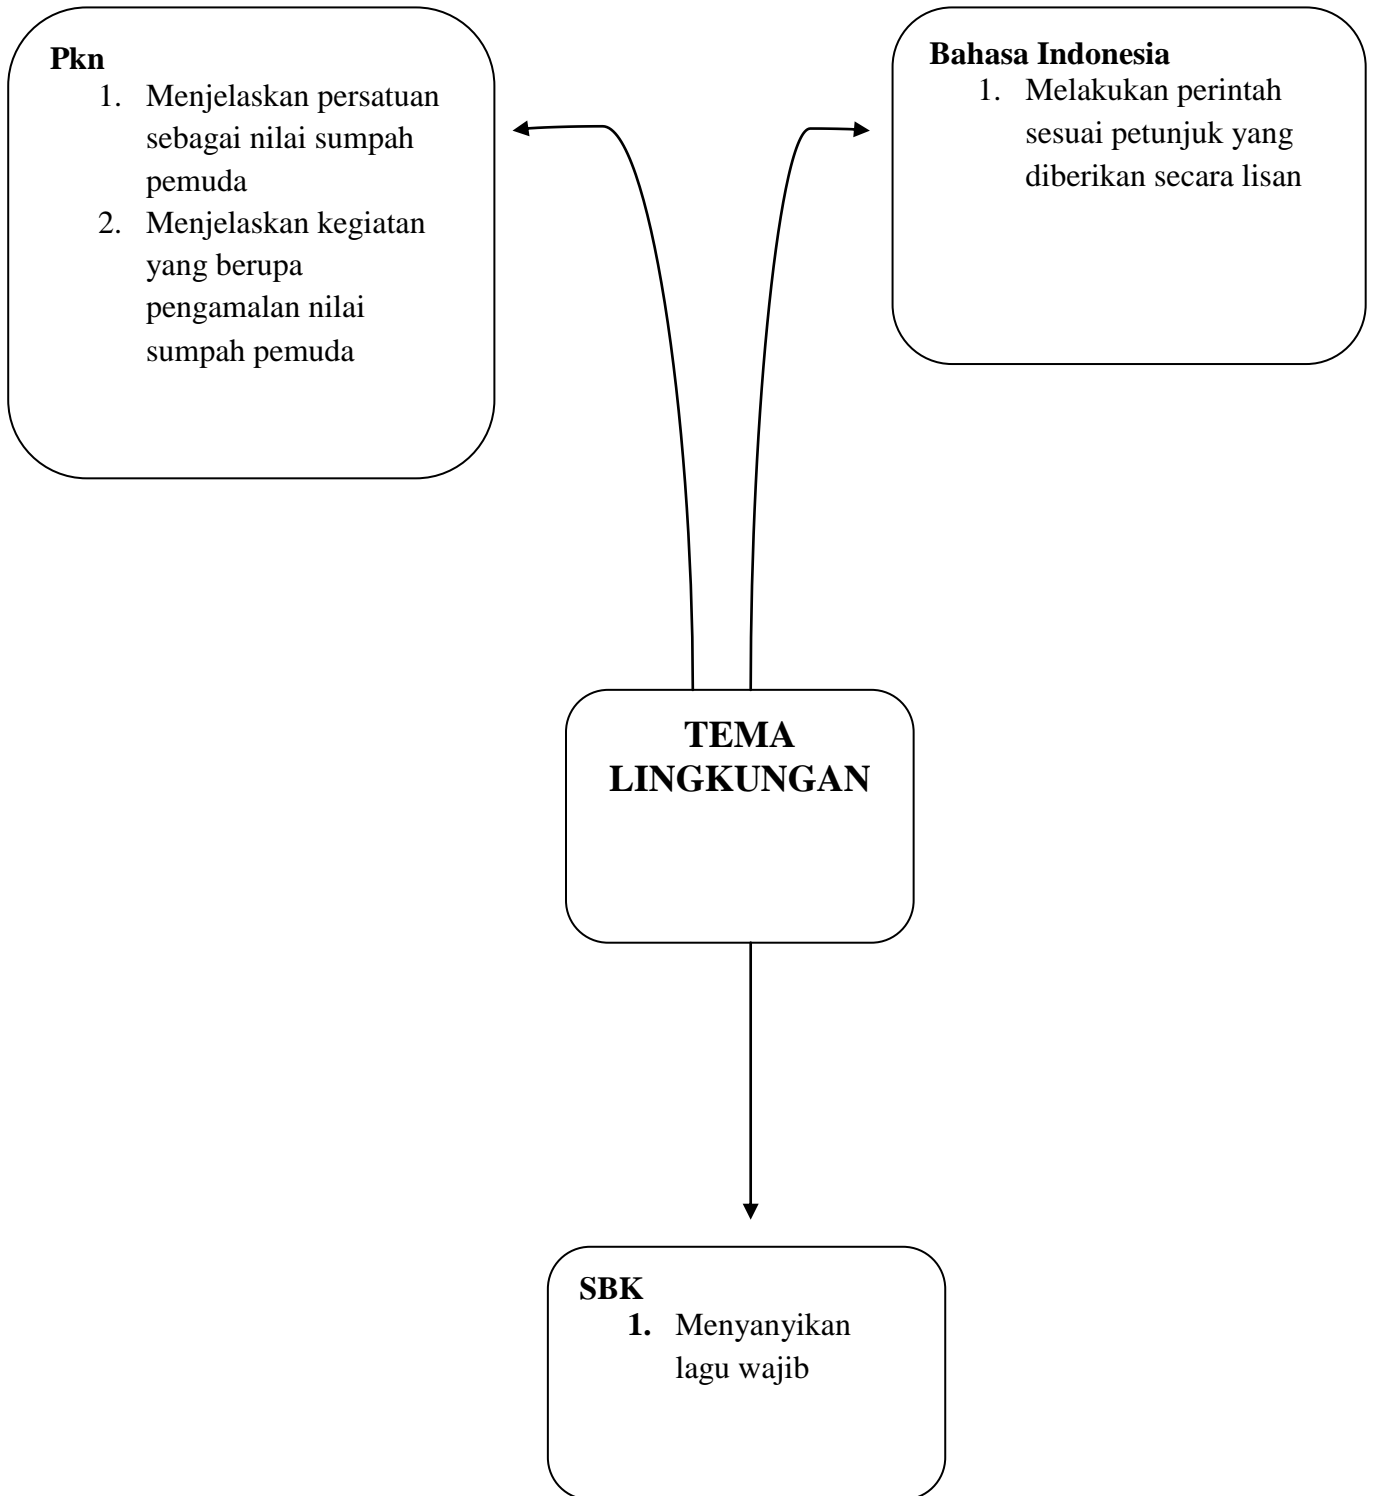 Pkn
1. Menjelaskan persatuan
sebagai nilai sumpah
pemuda
2. Menjelaskan kegiatan
yang berupa
pengamalan nilai
sumpah pemuda
Bahasa Indonesia
1. Melakukan perintah
sesuai petunjuk yang
diberikan secara lisan
TEMA
LINGKUNGAN
SBK
1. Menyanyikan
lagu wajib